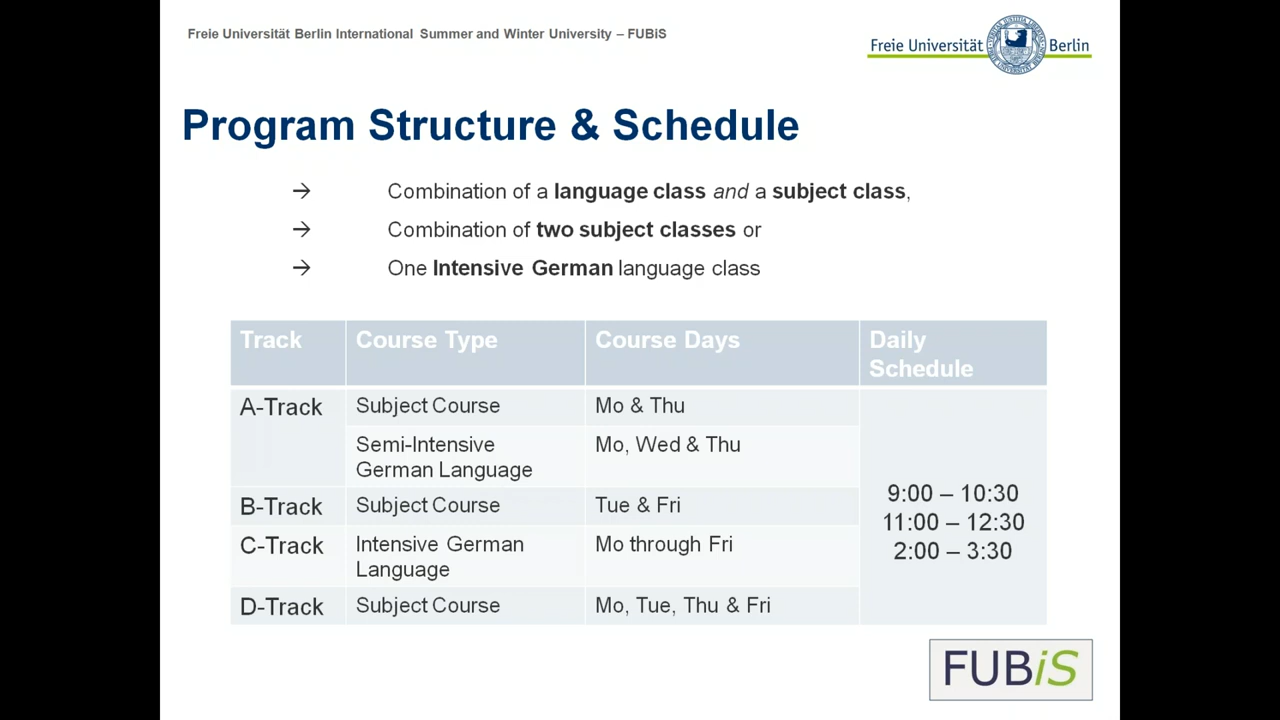 Freie Universität Berlin International Summer and Winter University – FUBiS
Freie Universität Berlin
Program Structure & Schedule
→ Combination of a language class and a subject class,
→ Combination of two subject classes or
→ One Intensive German language class
Track Course Type Course Days Daily
Schedule
A-Track Subject Course Mo & Thu
Semi-Intensive Mo, Wed & Thu
German Language
B-Track Subject Course Tue & Fri
C-Track Intensive German Mo through Fri
Language
D-Track Subject Course Mo, Tue, Thu & Fri
9:00 – 10:30
11:00 – 12:30
2:00 – 3:30
FUBiS